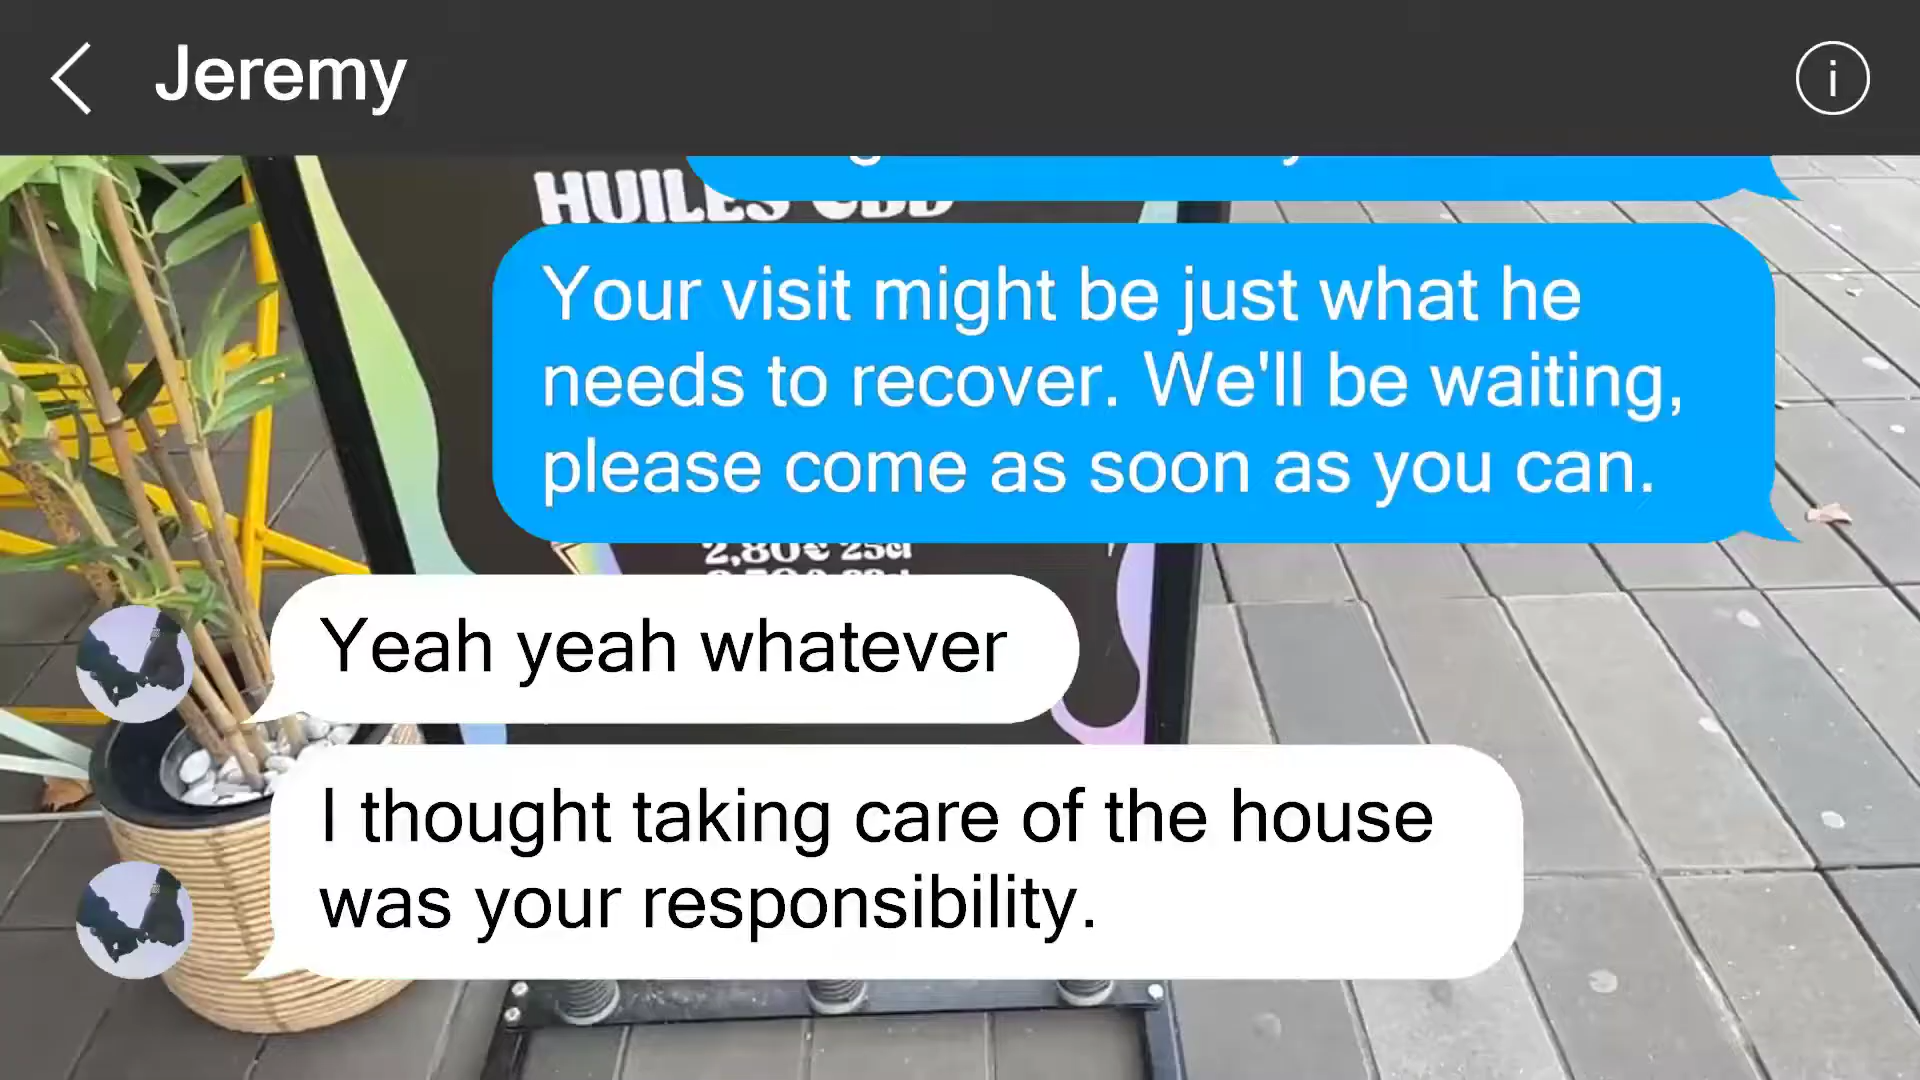 Jeremy
HUILES CBD
Your visit might be just what he
needs to recover. We'll be waiting,
please come as soon as you can.
2,80€ 25cl
Yeah yeah whatever
I thought taking care of the house
was your responsibility.